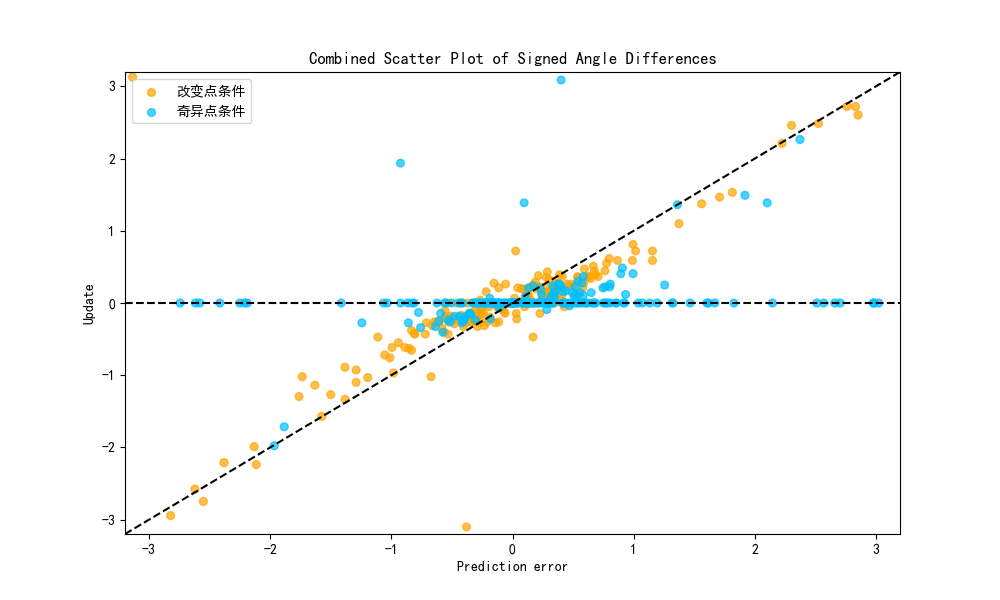 Combined Scatter Plot of Signed Angle Differences
改变点条件
奇异点条件
3
2
1
0
−1
−2
−3
Update
−3 −2 −1 0 1 2 3
Prediction error